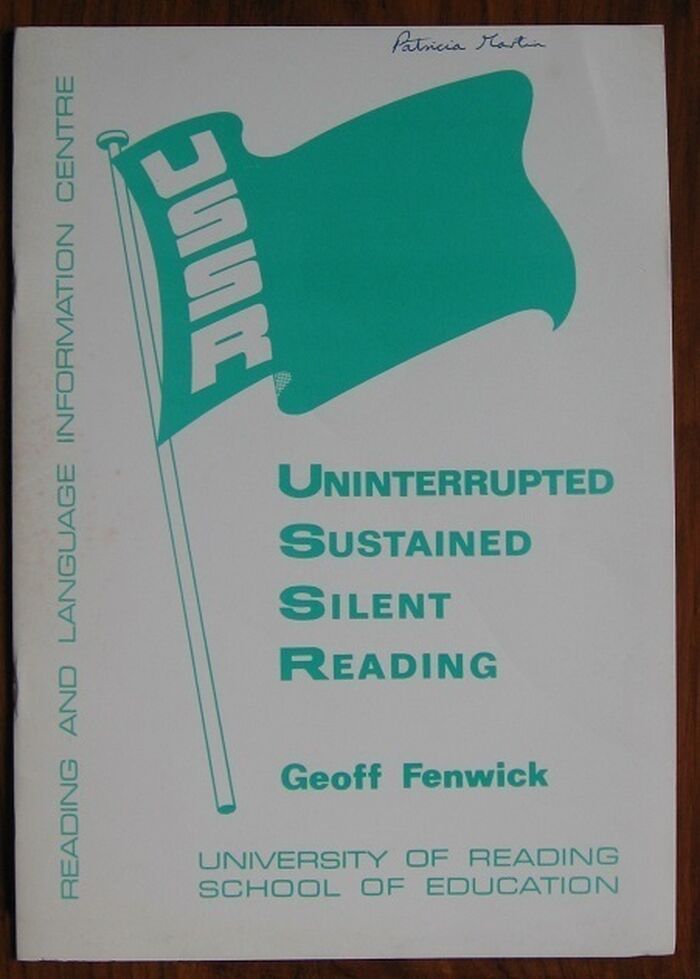 Patricia Martin
READING AND LANGUAGE INFORMATION CENTRE
USSR
UNINTERRUPTED
SUSTAINED
SILENT
READING
Geoff Fenwick
UNIVERSITY OF READING
SCHOOL OF EDUCATION